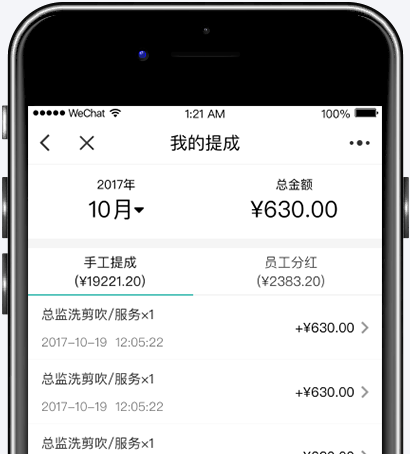 WeChat 1:21 AM 100%
我的提成
2017年 总金额
10月 ¥630.00
手工提成 员工分红
(¥19221.20) (¥2383.20)
总监洗剪吹/服务×1
+¥630.00
2017-10-19 12:05:22
总监洗剪吹/服务×1
+¥630.00
2017-10-19 12:05:22
总监洗剪吹/服务×1